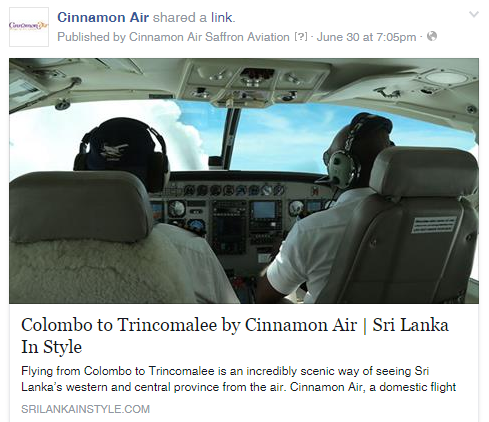 Cinnamon Air
Cinnamon Air shared a link.
Published by Cinnamon Air Saffron Aviation [?] · June 30 at 7:05pm ·
Colombo to Trincomalee by Cinnamon Air | Sri Lanka
In Style
Flying from Colombo to Trincomalee is an incredibly scenic way of seeing Sri
Lanka's western and central province from the air. Cinnamon Air, a domestic flight
SRILANKAINSTYLE.COM